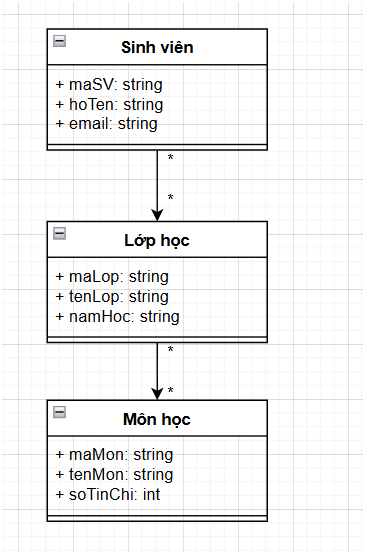 Sinh viên
+ maSV: string
+ hoTen: string
+ email: string
*
*
Lớp học
+ maLop: string
+ tenLop: string
+ namHoc: string
*
*
Môn học
+ maMon: string
+ tenMon: string
+ soTinChi: int